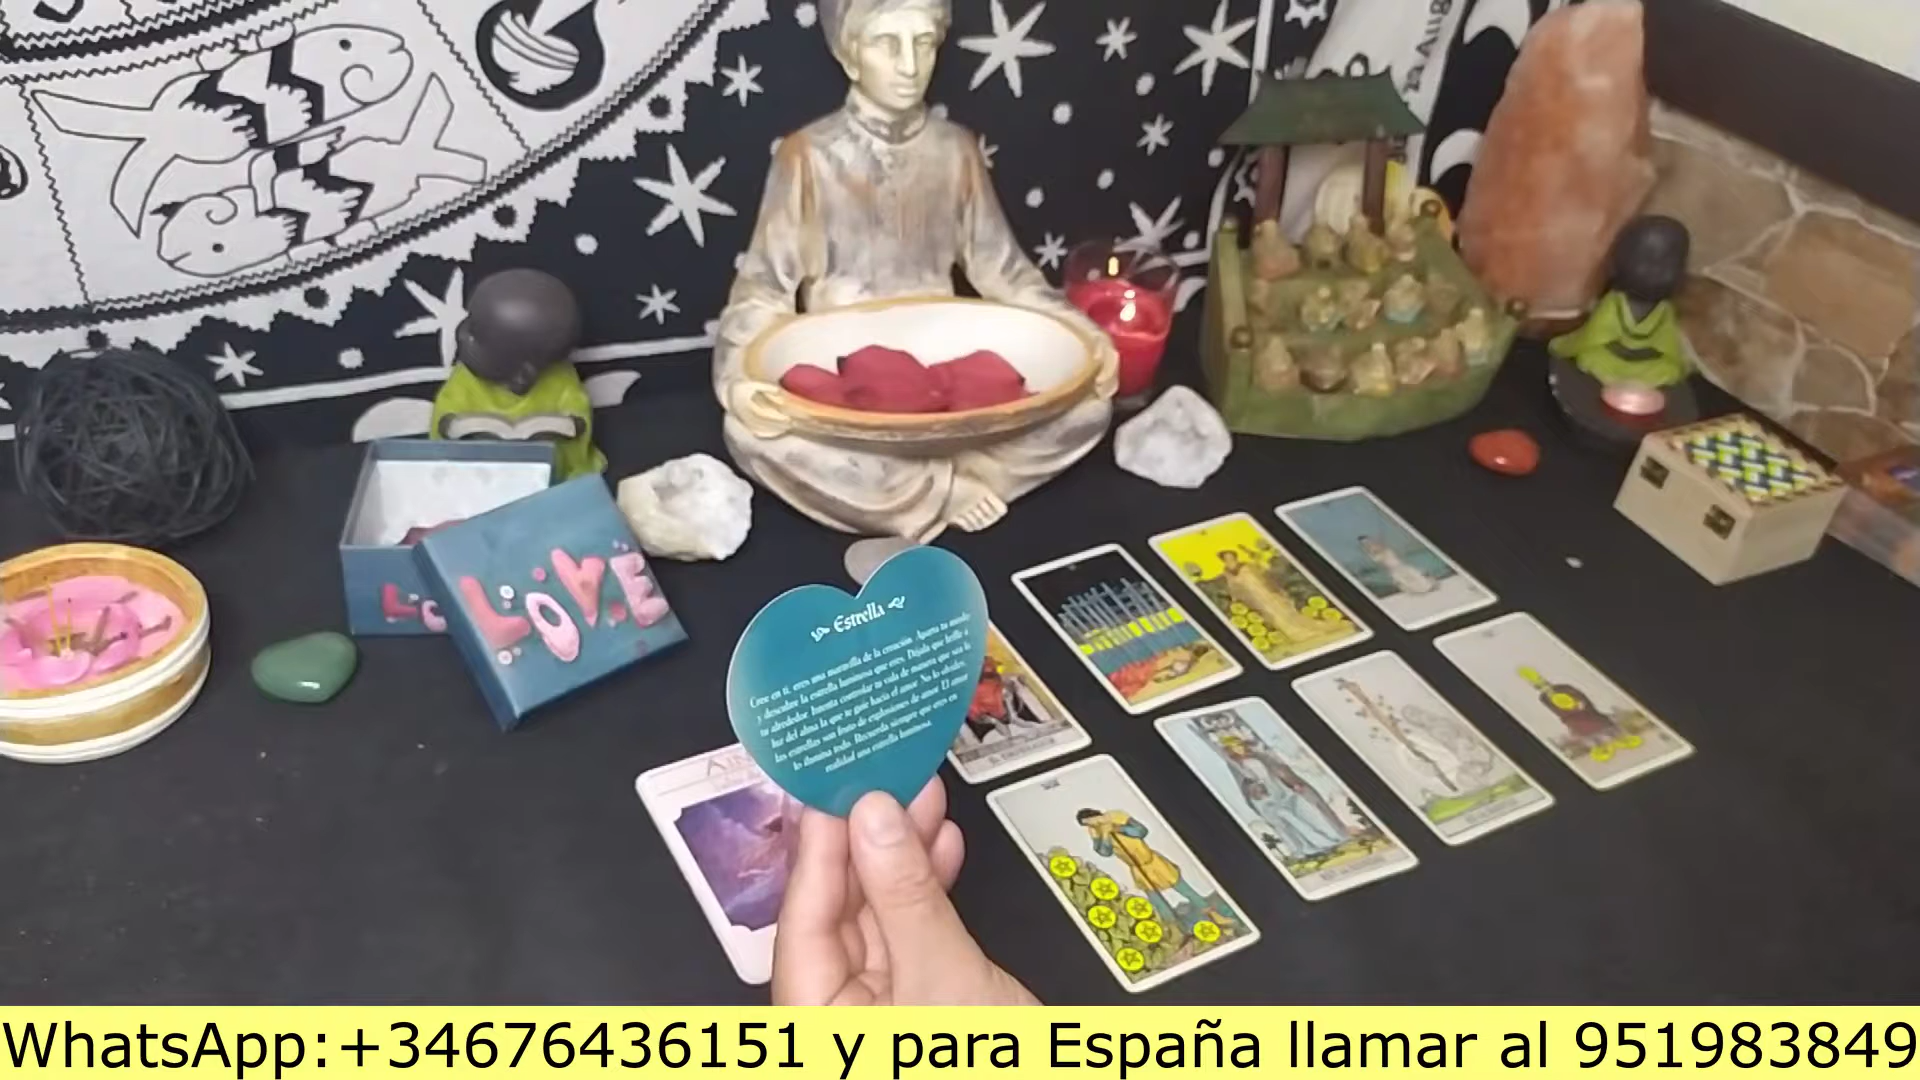 LOVE
Estrella
Cree en ti, eres una maravilla de la creación. Aparta tu miedo
y descubre la estrella luminosa que eres. Déjala que brille a
tu alrededor. Intenta controlar tu vida de manera que sea la
luz del alma la que te guíe hacia el amor. No lo olvides,
las estrellas son fruto de explosiones de amor. El amor
lo ilumina todo. Recuerda siempre que eres en
realidad una estrella luminosa.
WhatsApp:+34676436151 y para España llamar al 951983849